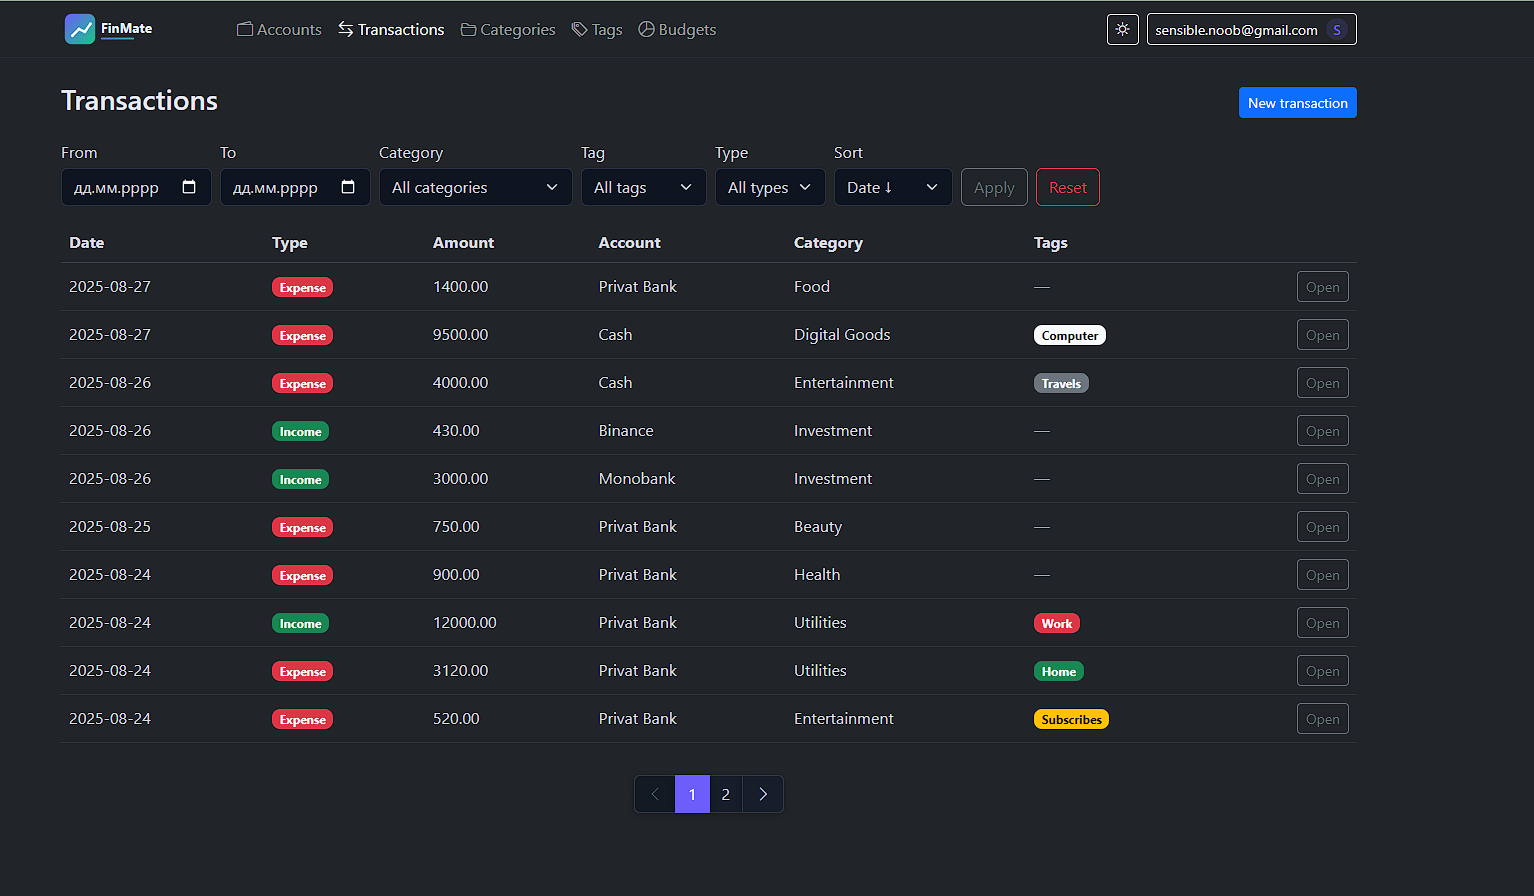 FinMate Accounts Transactions Categories Tags Budgets sensible.noob@gmail.com S
Transactions New transaction
From To Category Tag Type Sort
дд.мм.рррр дд.мм.рррр All categories All tags All types Date ↓ Apply Reset
Date Type Amount Account Category Tags
2025-08-27 Expense 1400.00 Privat Bank Food — Open
2025-08-27 Expense 9500.00 Cash Digital Goods Computer Open
2025-08-26 Expense 4000.00 Cash Entertainment Travels Open
2025-08-26 Income 430.00 Binance Investment — Open
2025-08-26 Income 3000.00 Monobank Investment — Open
2025-08-25 Expense 750.00 Privat Bank Beauty — Open
2025-08-24 Expense 900.00 Privat Bank Health — Open
2025-08-24 Income 12000.00 Privat Bank Utilities Work Open
2025-08-24 Expense 3120.00 Privat Bank Utilities Home Open
2025-08-24 Expense 520.00 Privat Bank Entertainment Subscribes Open
1 2